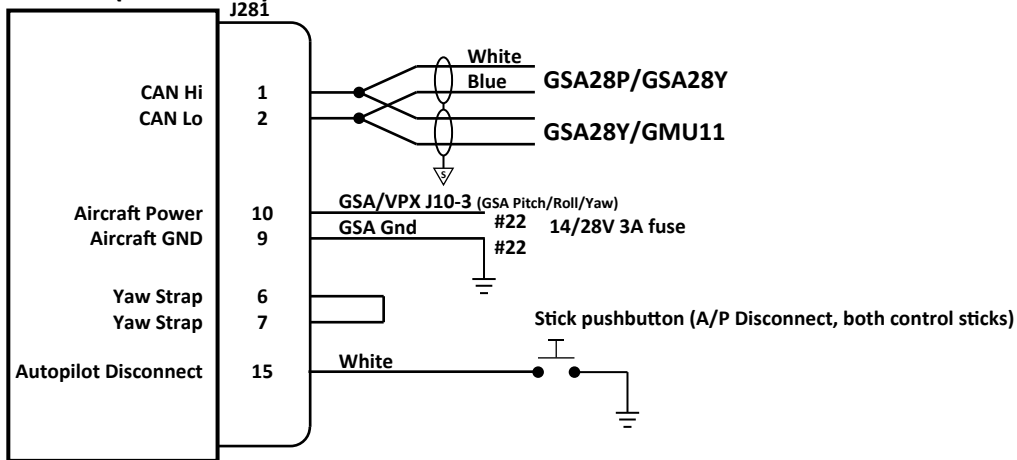 J281
White
CAN Hi 1 Blue GSA28P/GSA28Y
CAN Lo 2
GSA28Y/GMU11
S
GSA/VPX J10-3 (GSA Pitch/Roll/Yaw)
Aircraft Power 10 #22 14/28V 3A fuse
Aircraft GND 9 GSA Gnd
#22
Yaw Strap 6
Yaw Strap 7
Stick pushbutton (A/P Disconnect, both control sticks)
Autopilot Disconnect 15 White